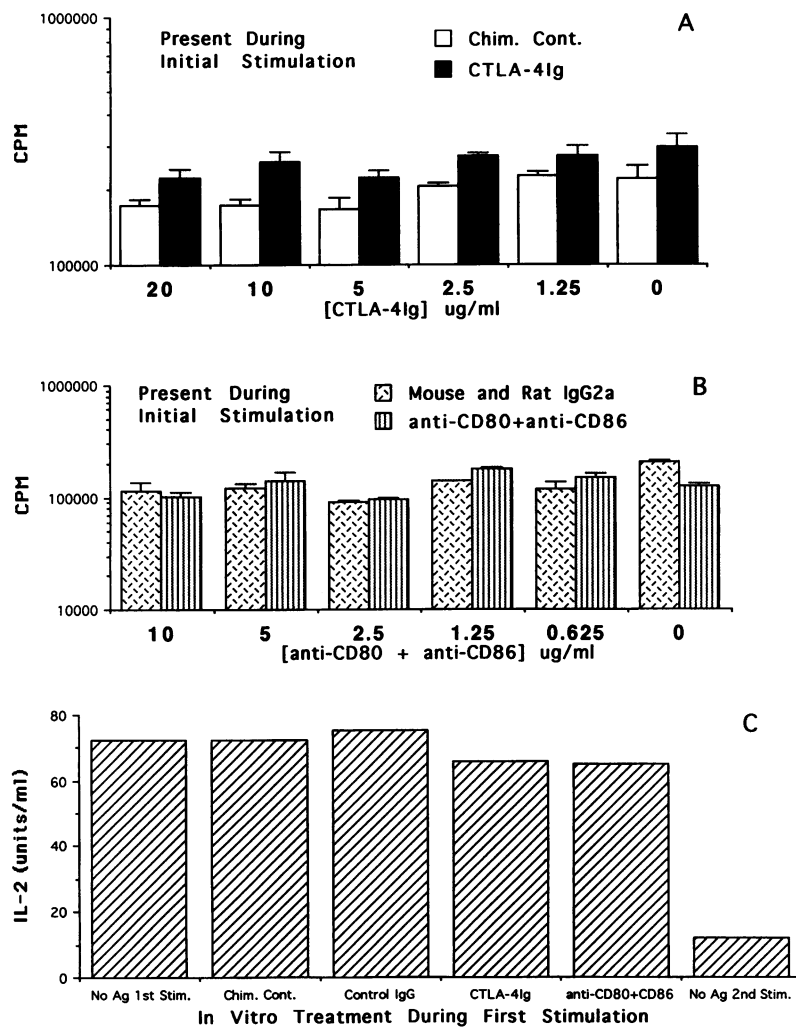 A
1000000
Present During
Initial Stimulation
Chim. Cont.
CTLA-4Ig
CPM
100000
20 10 5 2.5 1.25 0
[CTLA-4Ig] ug/ml
B
1000000
Present During
Initial Stimulation
Mouse and Rat IgG2a
anti-CD80+anti-CD86
CPM
100000
10000
10 5 2.5 1.25 0.625 0
[anti-CD80 + anti-CD86] ug/ml
C
80
60
40
20
0
IL-2 (units/ml)
No Ag 1st Stim. Chim. Cont. Control IgG CTLA-4Ig anti-CD80+CD86 No Ag 2nd Stim.
In Vitro Treatment During First Stimulation